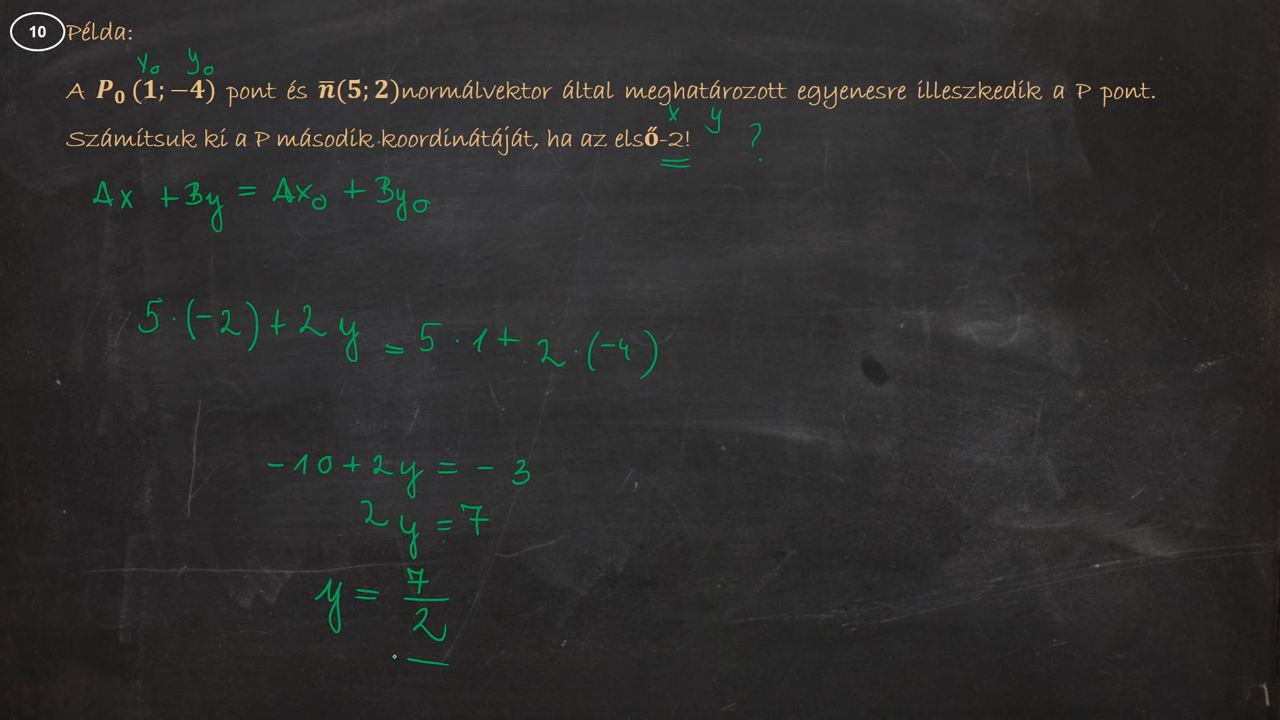 10 Példa:
x₀ y₀
A P₀ (1; −4) pont és n̅(5; 2)normálvektor által meghatározott egyenesre illeszkedik a P pont.
x y ?
Számítsuk ki a P második koordinátáját, ha az első-2!
Ax + By = Ax₀ + By₀
5·(-2) + 2y = 5·1 + 2·(-4)
-10 + 2y = -3
2y = 7
y = 7/2